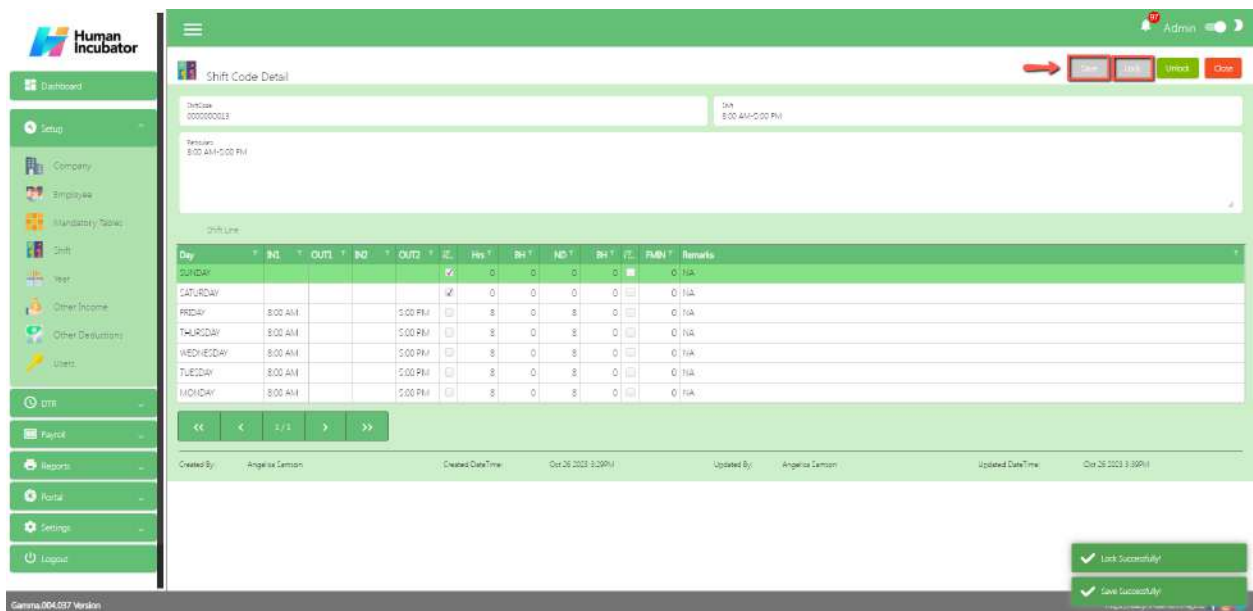 Human
Incubator
97
Admin
Dashboard
Shift Code Detail
Save
Lock
Unlock
Close
Setup
ShiftCode
0000000013
Shift
8:00 AM-5:00 PM
Particulars
8:00 AM-5:00 PM
Company
Employee
Mandatory Tables
Shift
Year
Other Income
Other Deductions
Users
Shift Line
Day IN1 OUT1 IN2 OUT2 Hrs BH ND BH FMIN Remarks
SUNDAY 0 0 0 0 0 NA
SATURDAY 0 0 0 0 0 NA
FRIDAY 8:00 AM 5:00 PM 8 0 8 0 0 NA
THURSDAY 8:00 AM 5:00 PM 8 0 8 0 0 NA
WEDNESDAY 8:00 AM 5:00 PM 8 0 8 0 0 NA
TUESDAY 8:00 AM 5:00 PM 8 0 8 0 0 NA
MONDAY 8:00 AM 5:00 PM 8 0 8 0 0 NA
<< < 1 / 1 > >>
DTR
Payroll
Reports
Portal
Settings
Logout
Created By: Angelica Samson Created DateTime: Oct 26 2023 3:29PM Updated By: Angelica Samson Updated DateTime: Oct 26 2023 3:39PM
Lock Successfully!
Save Successfully!
Gamma.004.037 Version